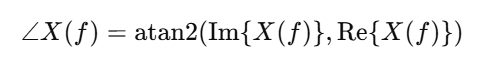 ∠X(f) = atan2(Im{X(f)}, Re{X(f)})